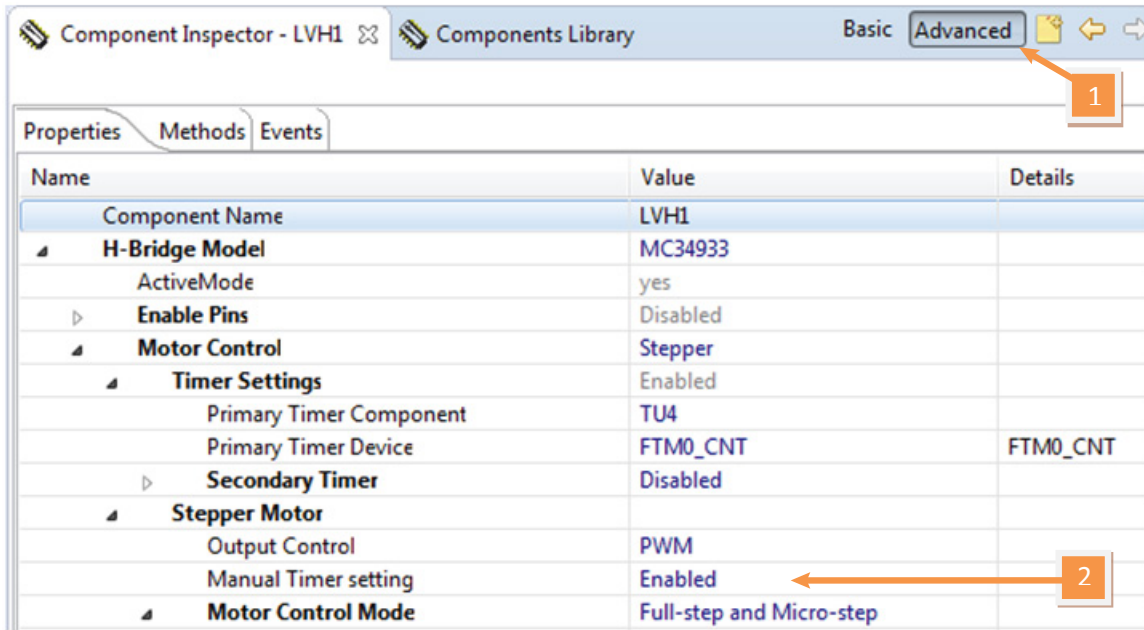 Component Inspector - LVH1 Components Library Basic Advanced
1
Properties Methods Events
Name Value Details
Component Name LVH1
H-Bridge Model MC34933
ActiveMode yes
Enable Pins Disabled
Motor Control Stepper
Timer Settings Enabled
Primary Timer Component TU4
Primary Timer Device FTM0_CNT FTM0_CNT
Secondary Timer Disabled
Stepper Motor
Output Control PWM
Manual Timer setting Enabled 2
Motor Control Mode Full-step and Micro-step